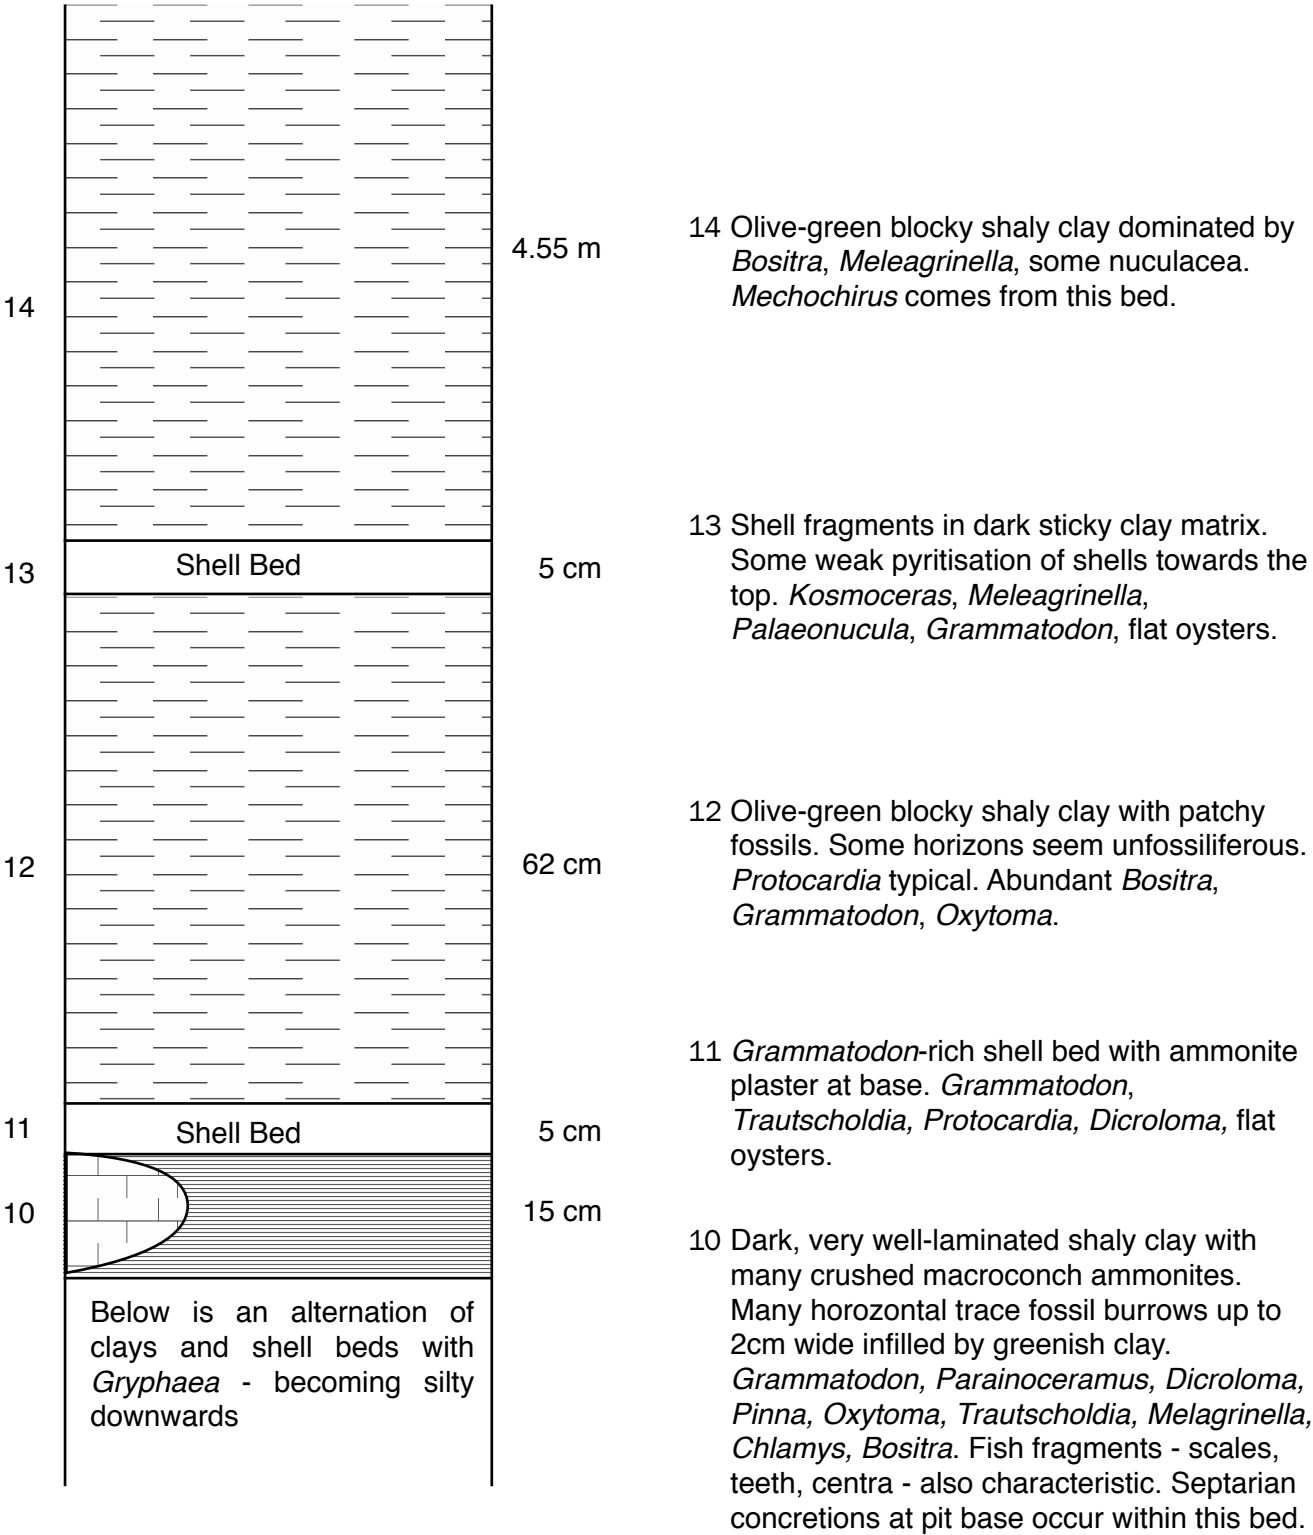 14
4.55 m
14 Olive-green blocky shaly clay dominated by
Bositra, Meleagrinella, some nuculacea.
Mechochirus comes from this bed.
13
Shell Bed
5 cm
13 Shell fragments in dark sticky clay matrix.
Some weak pyritisation of shells towards the
top. Kosmoceras, Meleagrinella,
Palaeonucula, Grammatodon, flat oysters.
12
62 cm
12 Olive-green blocky shaly clay with patchy
fossils. Some horizons seem unfossiliferous.
Protocardia typical. Abundant Bositra,
Grammatodon, Oxytoma.
11
Shell Bed
5 cm
11 Grammatodon-rich shell bed with ammonite
plaster at base. Grammatodon,
Trautscholdia, Protocardia, Dicroloma, flat
oysters.
10
15 cm
10 Dark, very well-laminated shaly clay with
many crushed macroconch ammonites.
Many horozontal trace fossil burrows up to
2cm wide infilled by greenish clay.
Grammatodon, Parainoceramus, Dicroloma,
Pinna, Oxytoma, Trautscholdia, Melagrinella,
Chlamys, Bositra. Fish fragments - scales,
teeth, centra - also characteristic. Septarian
concretions at pit base occur within this bed.
Below is an alternation of
clays and shell beds with
Gryphaea - becoming silty
downwards